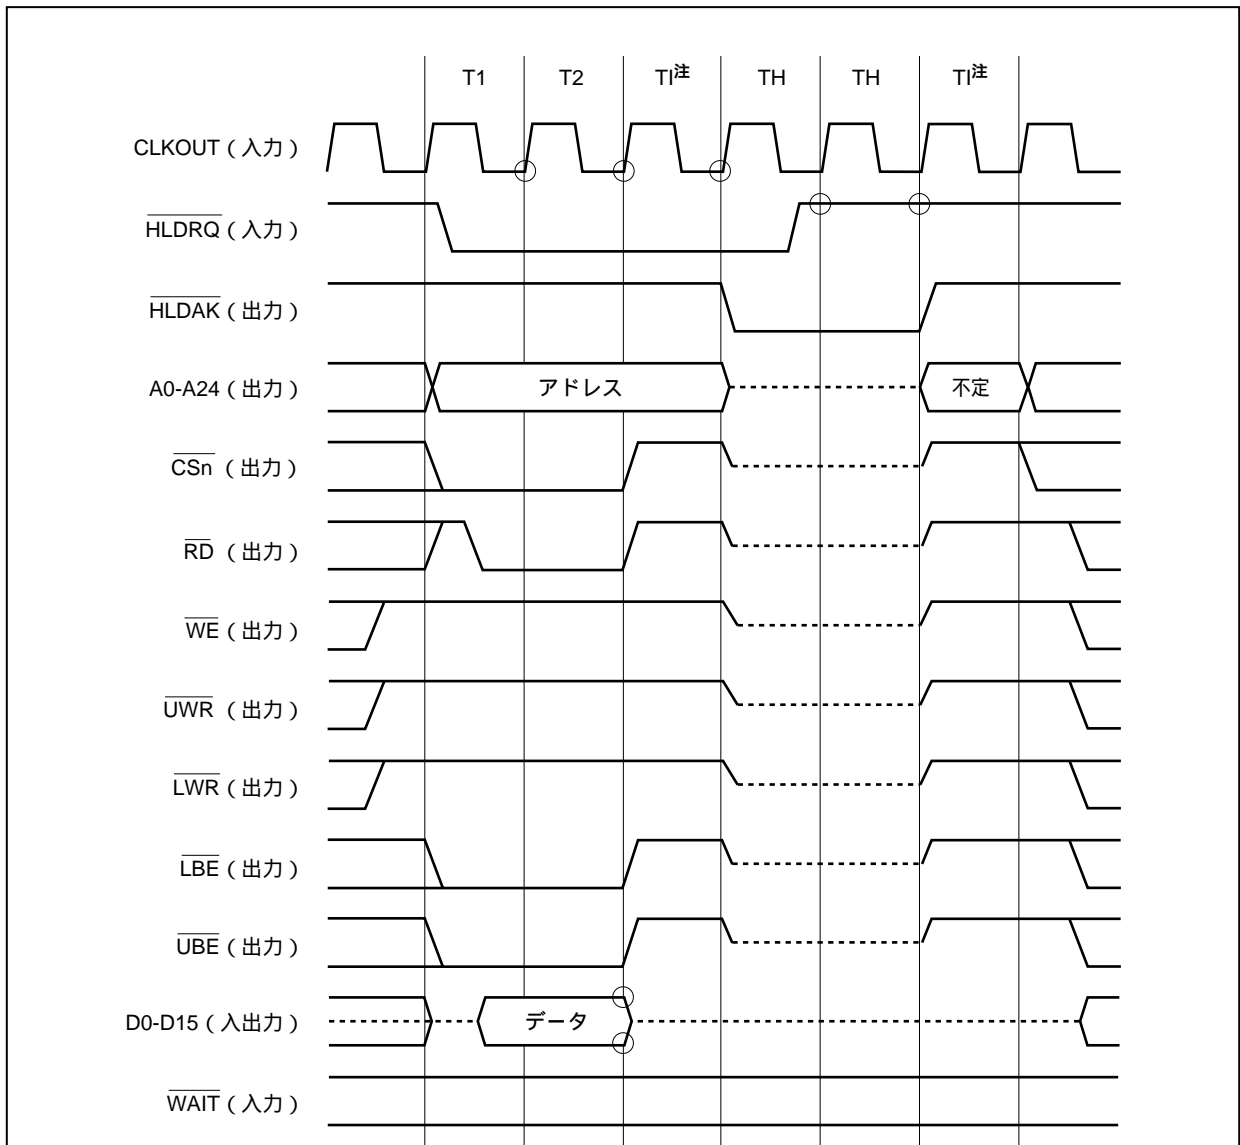 T1 T2 TI注 TH TH TI注
CLKOUT（入力）
HLDRQ（入力）
HLDAK（出力）
A0-A24（出力） アドレス 不定
CSn（出力）
RD（出力）
WE（出力）
UWR（出力）
LWR（出力）
LBE（出力）
UBE（出力）
D0-D15（入出力） データ
WAIT（入力）